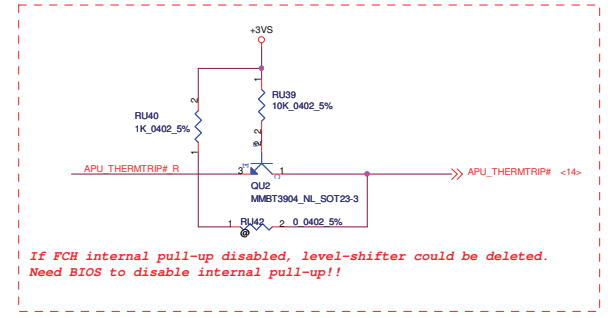 +3VS
1
2
RU39
10K_0402_5%
RU40
1K_0402_5%
2
1
APU_THERMTRIP#_R
3
1
APU_THERMTRIP# <14>
QU2
MMBT3904_NL_SOT23-3
1 RU42 2 0_0402_5%
@
If FCH internal pull-up disabled, level-shifter could be deleted.
Need BIOS to disable internal pull-up!!